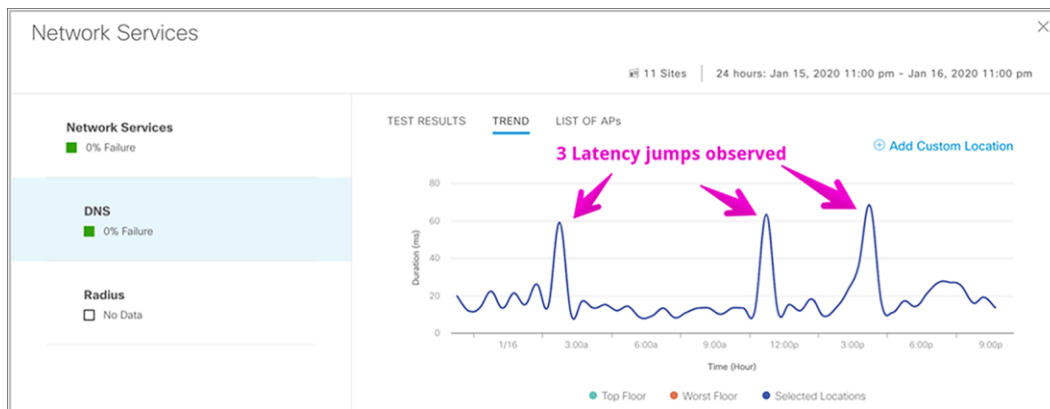 Network Services
11 Sites
24 hours: Jan 15, 2020 11:00 pm - Jan 16, 2020 11:00 pm
Network Services
0% Failure
DNS
0% Failure
Radius
No Data
TEST RESULTS TREND LIST OF APs
Add Custom Location
3 Latency jumps observed
Duration (ms)
80
60
40
20
0
1/16 3:00a 6:00a 9:00a 12:00p 3:00p 6:00p 9:00p
Time (Hour)
Top Floor Worst Floor Selected Locations